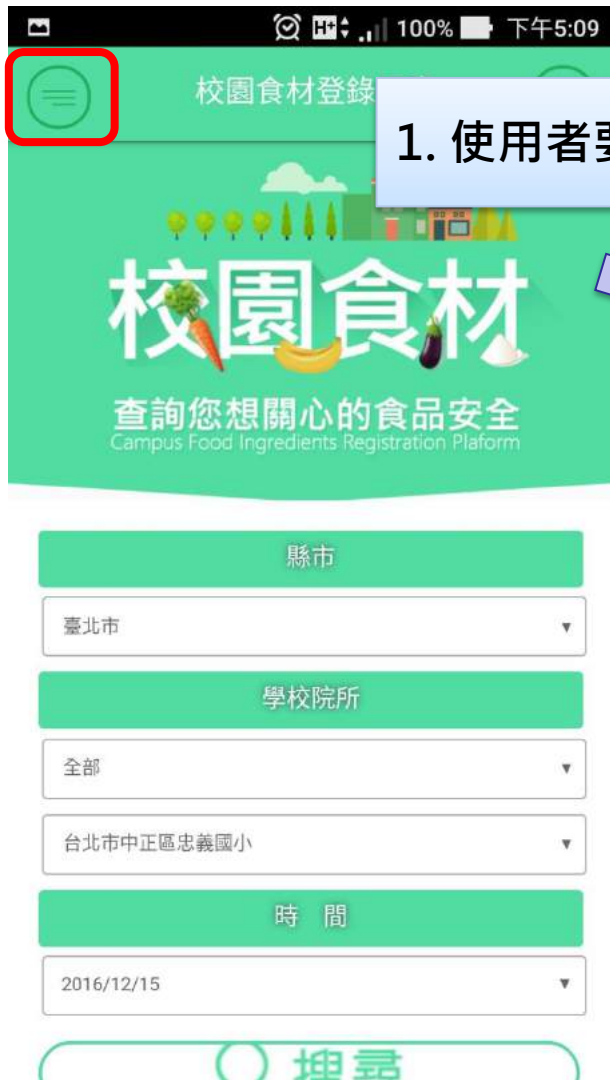 100% 下午5:09
校園食材登錄
1. 使用者
校園食材
查詢您想關心的食品安全
Campus Food Ingredients Registration Plaform
縣市
臺北市
學校院所
全部
台北市中正區忠義國小
時 間
2016/12/15
搜尋